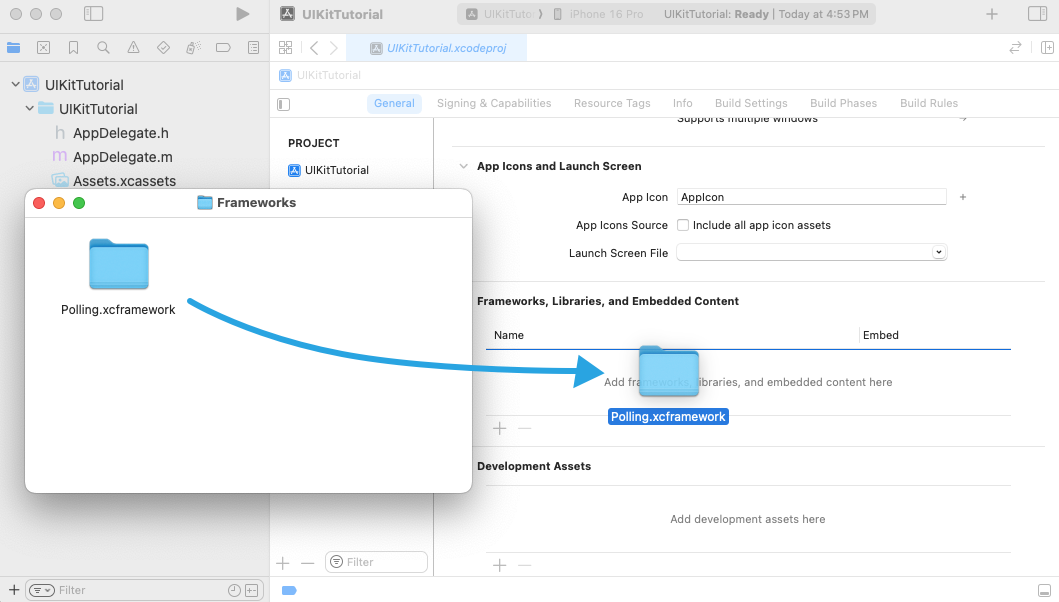 UIKitTutorial
UIKitTuto
iPhone 16 Pro
UIKitTutorial: Ready | Today at 4:53 PM
UIKitTutorial.xcodeproj
UIKitTutorial
General
Signing & Capabilities
Resource Tags
Info
Build Settings
Build Phases
Build Rules
UIKitTutorial
UIKitTutorial
h AppDelegate.h
m AppDelegate.m
Assets.xcassets
PROJECT
UIKitTutorial
Supports multiple windows
App Icons and Launch Screen
App Icon AppIcon
App Icons Source Include all app icon assets
Launch Screen File
Frameworks
Polling.xcframework
Frameworks, Libraries, and Embedded Content
Name Embed
Add frameworks, libraries, and embedded content here
Polling.xcframework
Development Assets
Add development assets here
Filter
Filter